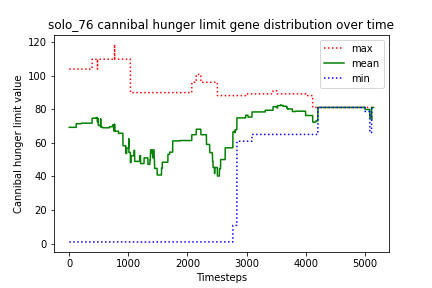 solo_76 cannibal hunger limit gene distribution over time
120
100
80
60
40
20
0
Cannibal hunger limit value
max
mean
min
0
1000
2000
3000
4000
5000
Timesteps